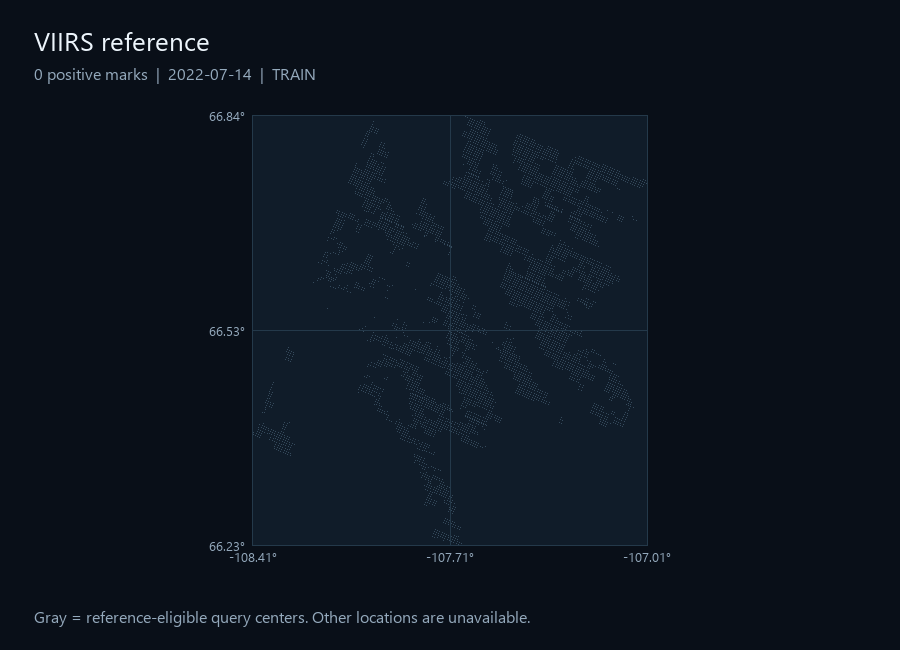 VIIRS reference
0 positive marks | 2022-07-14 | TRAIN
66.84°
66.53°
66.23°
-108.41°
-107.71°
-107.01°
Gray = reference-eligible query centers. Other locations are unavailable.